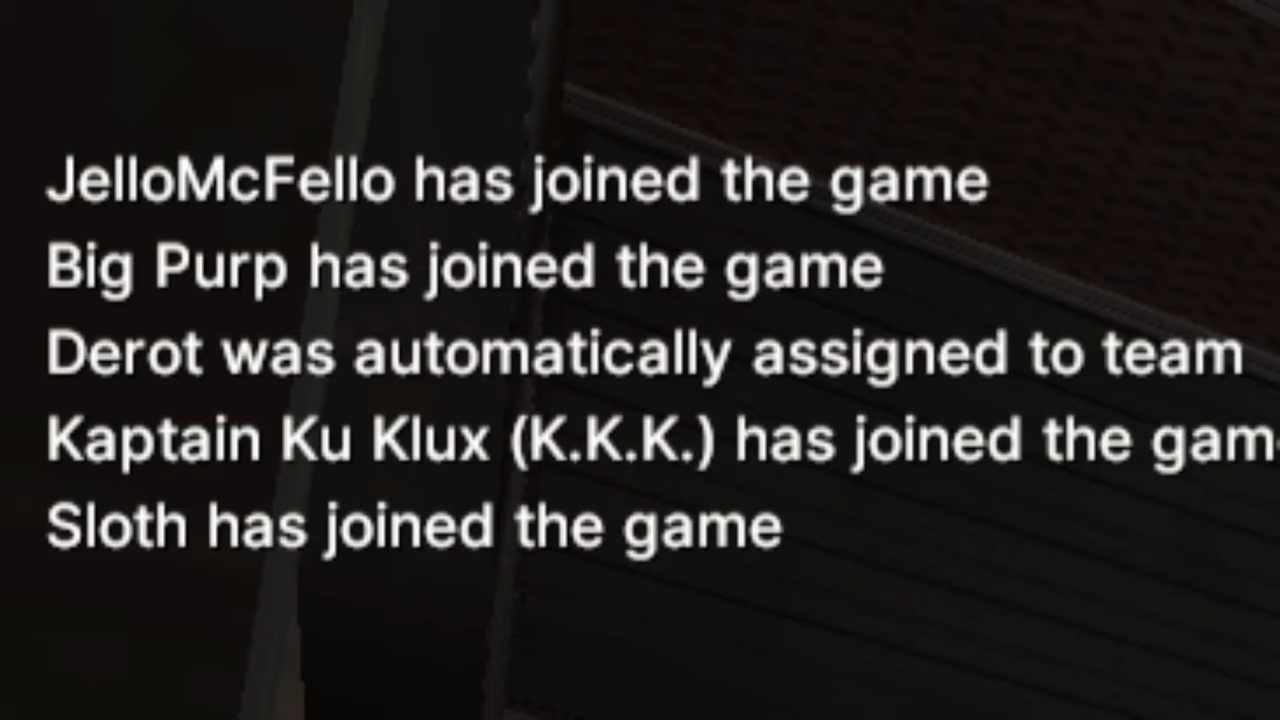 JelloMcFello has joined the game
Big Purp has joined the game
Derot was automatically assigned to team
Kaptain Ku Klux (K.K.K.) has joined the gam
Sloth has joined the game